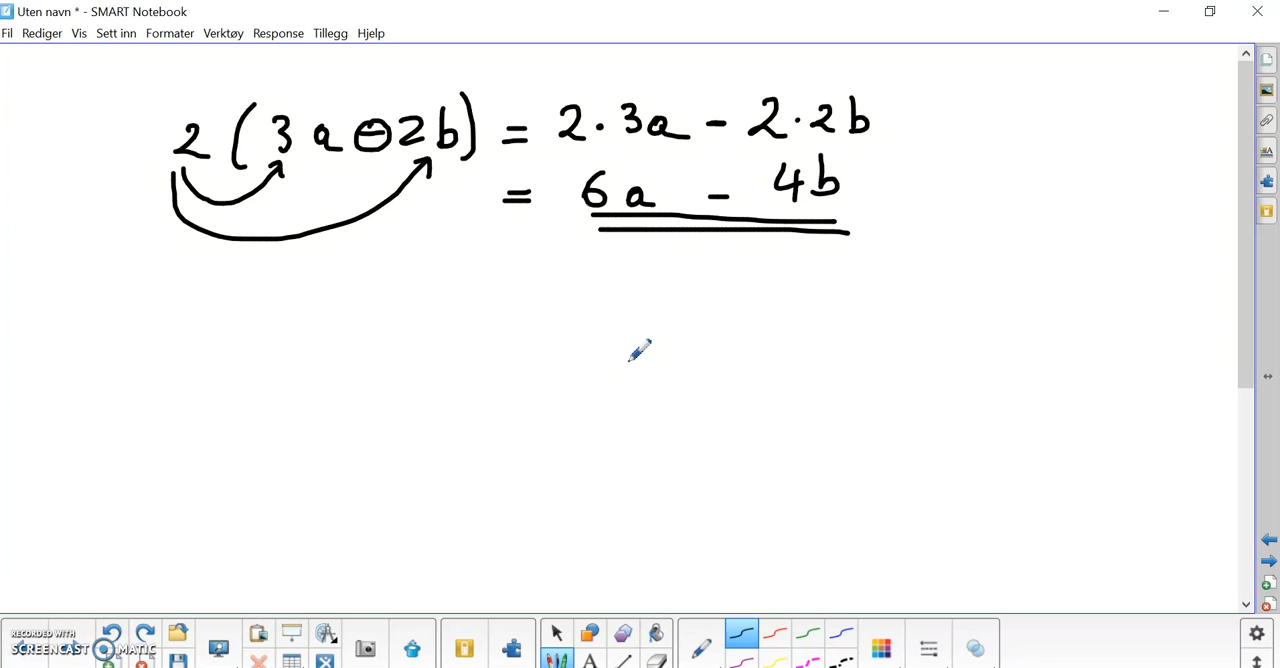 Uten navn * - SMART Notebook
Fil Rediger Vis Sett inn Formater Verktøy Response Tillegg Hjelp
2 (3a - 2b) = 2·3a - 2·2b
= 6a - 4b
RECORDED WITH
SCREENCAST MATIC
A